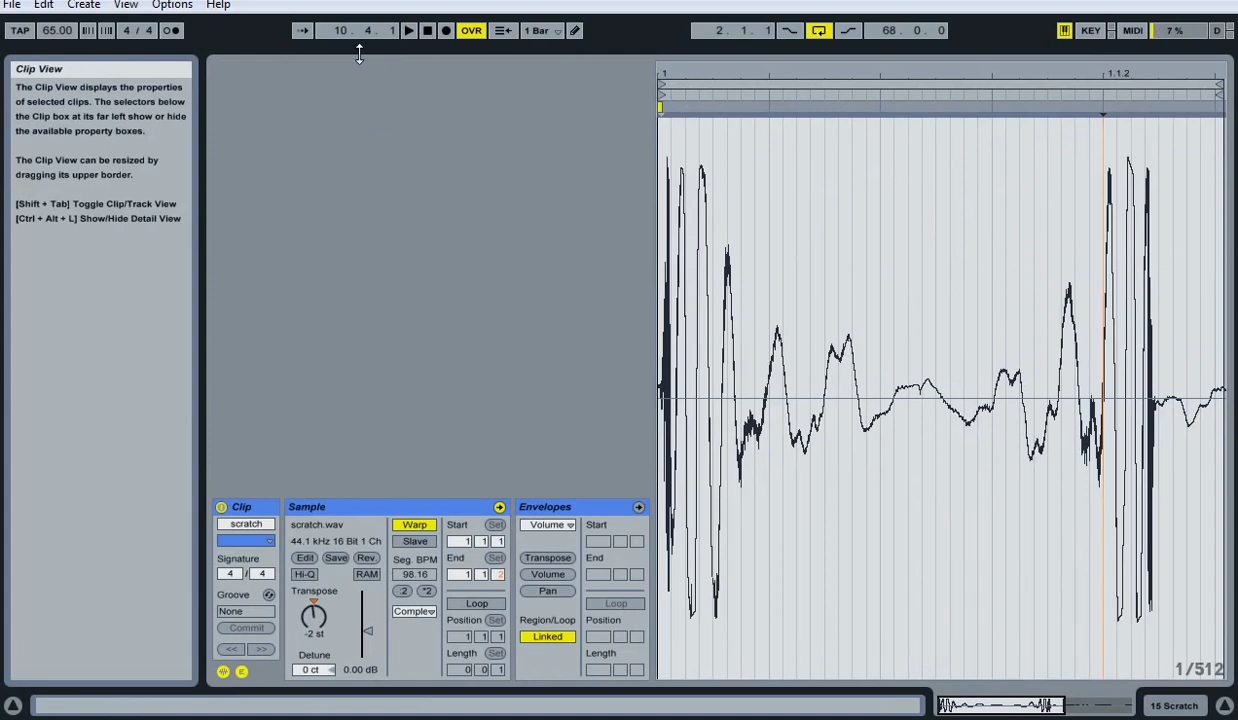 File Edit Create View Options Help
TAP 65.00 4 / 4 10. 4. 1 OVR 1 Bar 2. 1. 1 68. 0. 0 KEY MIDI 7 % D
Clip View
The Clip View displays the properties
of selected clips. The selectors below
the Clip box at its far left show or hide
the available property boxes.
The Clip View can be resized by
dragging its upper border.
[Shift + Tab] Toggle Clip/Track View
[Ctrl + Alt + L] Show/Hide Detail View
1 1.1.2
Clip
scratch
Signature
4 / 4
Groove
None
Commit
<< >>
Sample
scratch.wav
44.1 kHz 16 Bit 1 Ch
Edit Save Rev.
Hi-Q RAM
Transpose
-2 st
Detune
0 ct 0.00 dB
Warp
Slave
Seg. BPM
98.16
:2 *2
Comple
Start Set
1 1 1
End Set
1 1 2
Loop
Position Set
1 1 1
Length Set
0 0 1
Envelopes
Volume
Transpose
Volume
Pan
Region/Loop
Linked
Start
End
Loop
Position
Length
1/512
15 Scratch